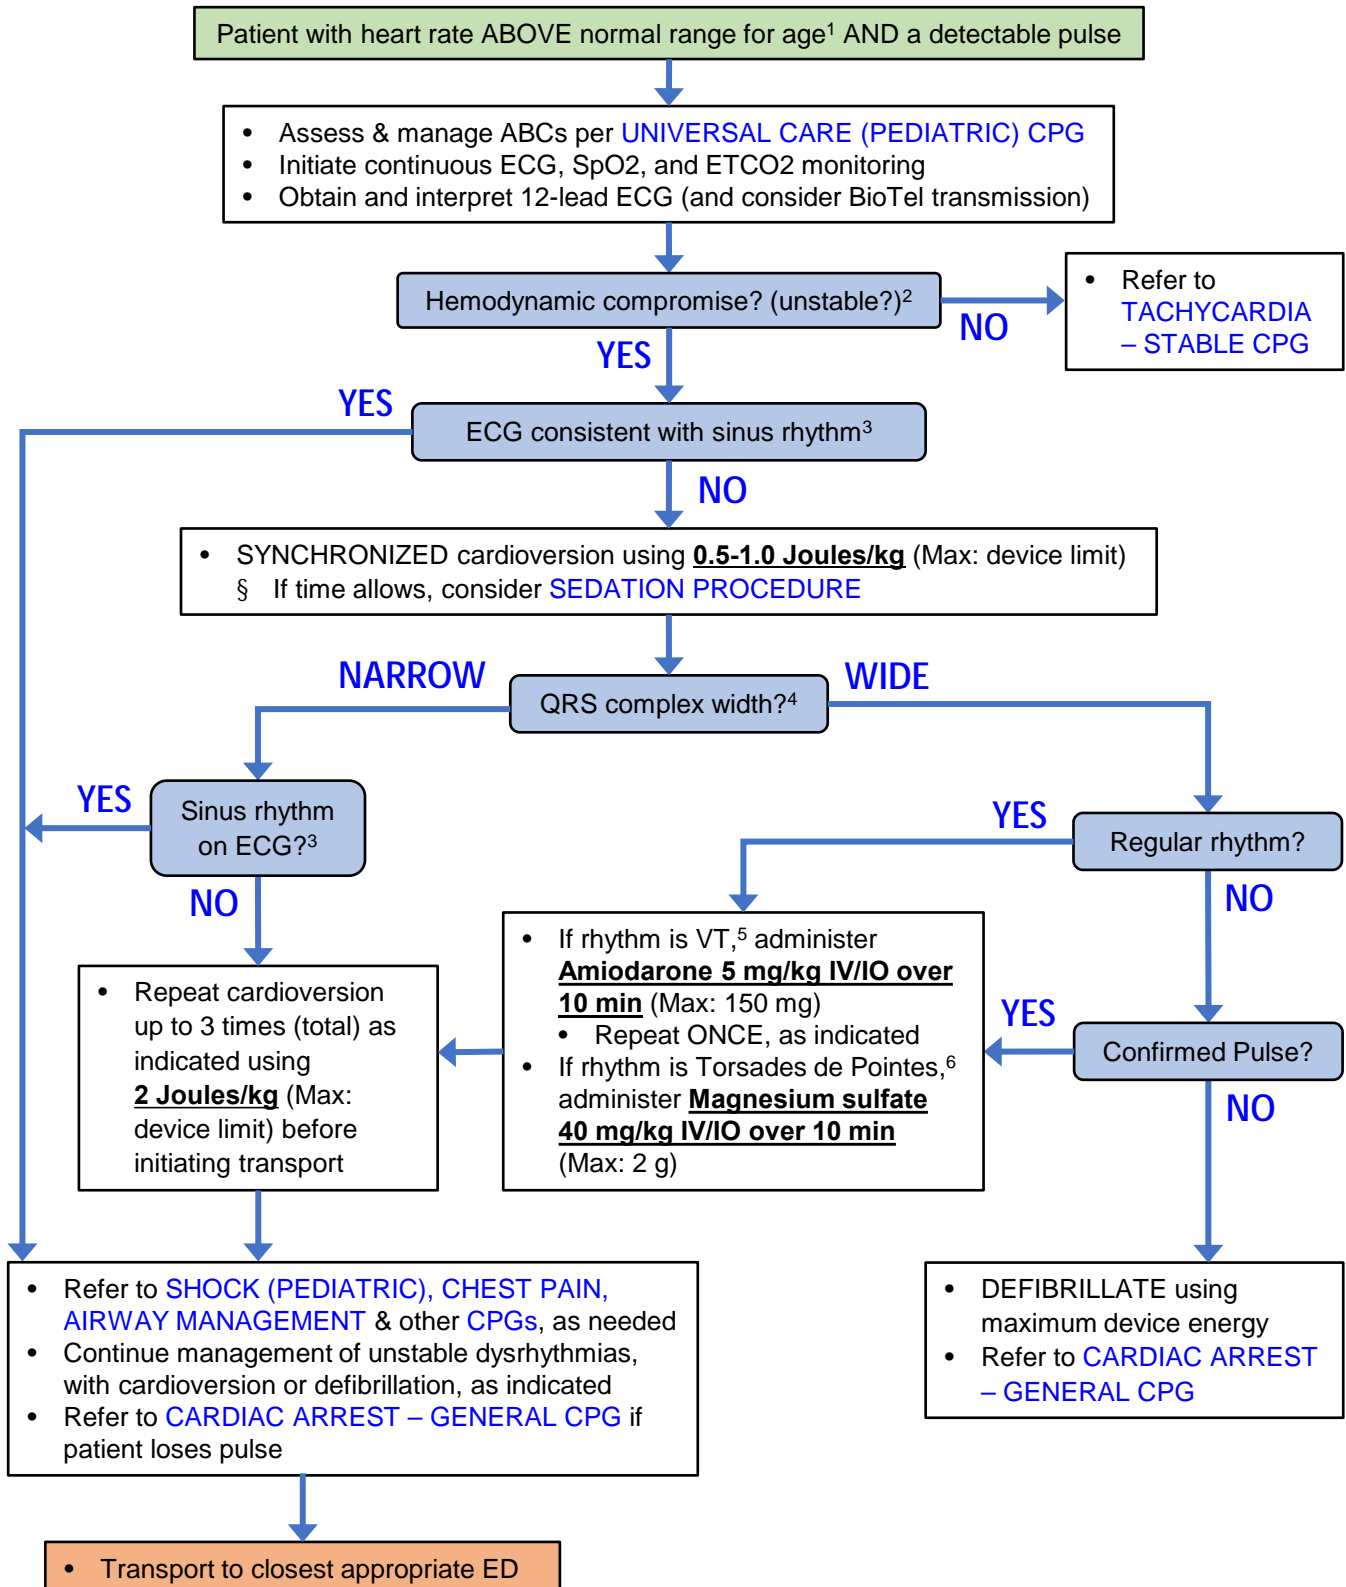 Patient with heart rate ABOVE normal range for age¹ AND a detectable pulse
• Assess & manage ABCs per UNIVERSAL CARE (PEDIATRIC) CPG
• Initiate continuous ECG, SpO2, and ETCO2 monitoring
• Obtain and interpret 12-lead ECG (and consider BioTel transmission)
Hemodynamic compromise? (unstable?)²
NO
• Refer to
TACHYCARDIA
– STABLE CPG
YES
YES
ECG consistent with sinus rhythm³
NO
• SYNCHRONIZED cardioversion using 0.5-1.0 Joules/kg (Max: device limit)
§ If time allows, consider SEDATION PROCEDURE
NARROW
QRS complex width?⁴
WIDE
YES
Sinus rhythm
on ECG?³
NO
YES
Regular rhythm?
NO
• Repeat cardioversion
up to 3 times (total) as
indicated using
2 Joules/kg (Max:
device limit) before
initiating transport
• If rhythm is VT,⁵ administer
Amiodarone 5 mg/kg IV/IO over
10 min (Max: 150 mg)
• Repeat ONCE, as indicated
• If rhythm is Torsades de Pointes,⁶
administer Magnesium sulfate
40 mg/kg IV/IO over 10 min
(Max: 2 g)
YES
Confirmed Pulse?
NO
• Refer to SHOCK (PEDIATRIC), CHEST PAIN,
AIRWAY MANAGEMENT & other CPGs, as needed
• Continue management of unstable dysrhythmias,
with cardioversion or defibrillation, as indicated
• Refer to CARDIAC ARREST – GENERAL CPG if
patient loses pulse
• DEFIBRILLATE using
maximum device energy
• Refer to CARDIAC ARREST
– GENERAL CPG
• Transport to closest appropriate ED